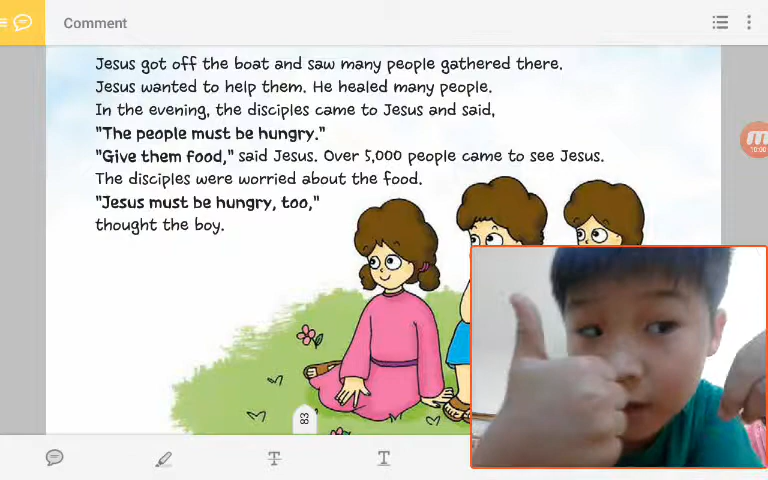 Comment
Jesus got off the boat and saw many people gathered there.
Jesus wanted to help them. He healed many people.
In the evening, the disciples came to Jesus and said,
"The people must be hungry."
"Give them food," said Jesus. Over 5,000 people came to see Jesus.
The disciples were worried about the food.
"Jesus must be hungry, too,"
thought the boy.
10:00
83
T
T